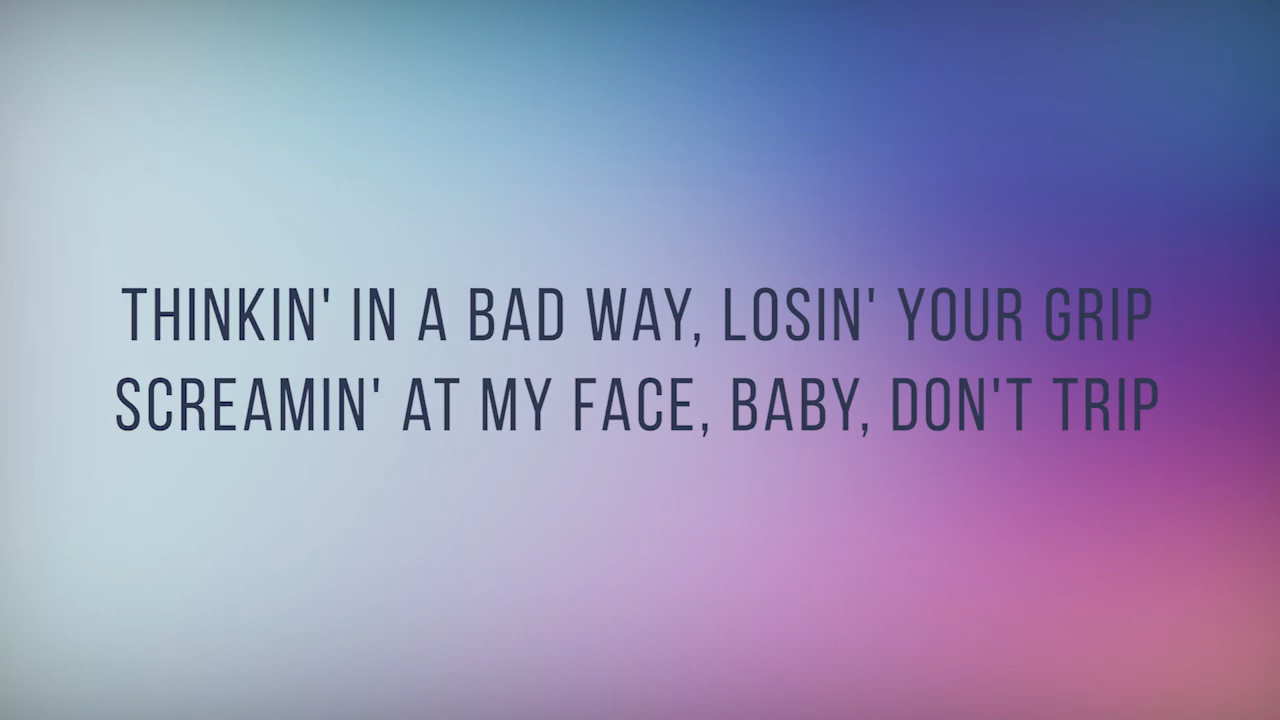 THINKIN' IN A BAD WAY, LOSIN' YOUR GRIP
SCREAMIN' AT MY FACE, BABY, DON'T TRIP